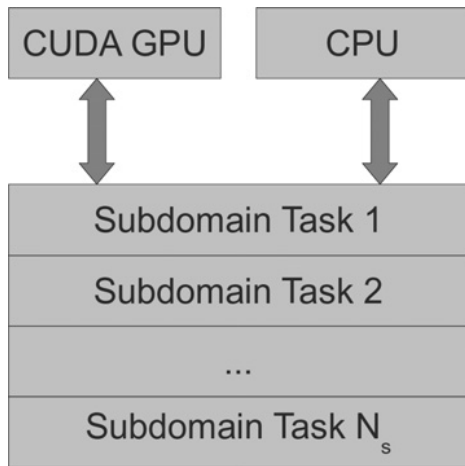 CUDA GPU
CPU
Subdomain Task 1
Subdomain Task 2
...
Subdomain Task Nₛ